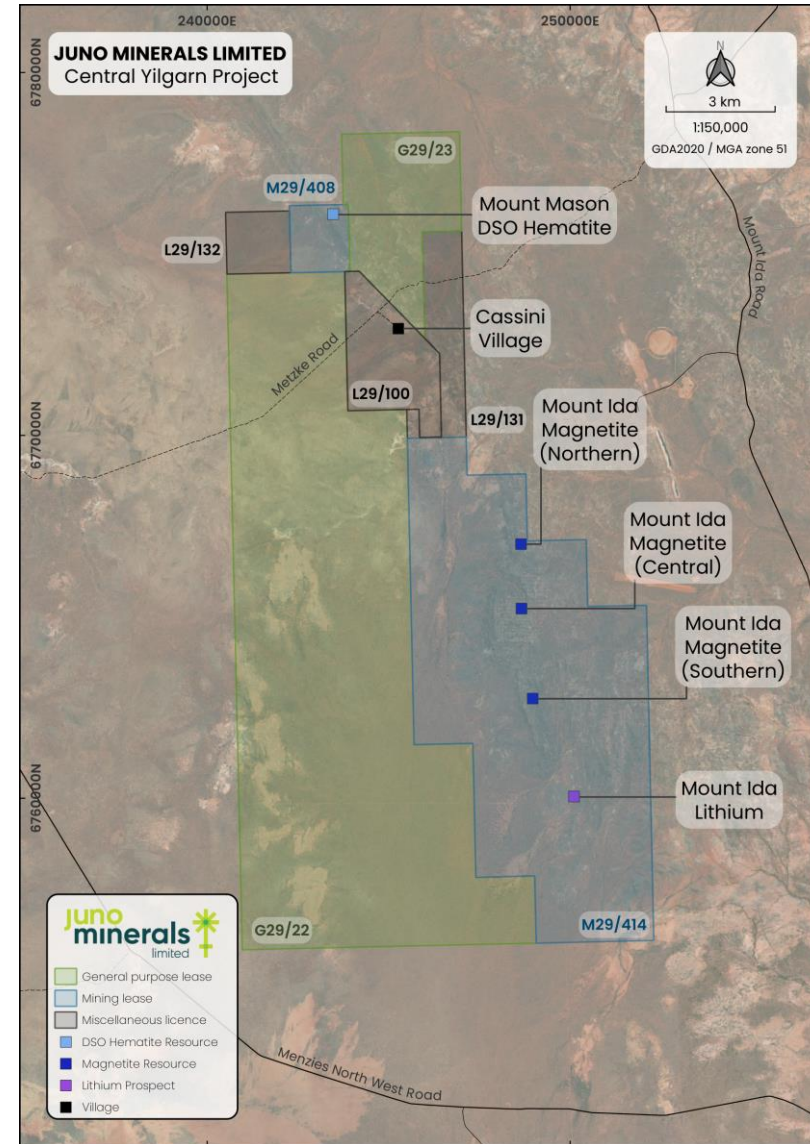 240000E
250000E
6780000N
6770000N
6760000N
JUNO MINERALS LIMITED
Central Yilgarn Project
N
3 km
1:150,000
GDA2020 / MGA zone 51
G29/23
M29/408
Mount Mason
DSO Hematite
L29/132
Mount Ida Road
Cassini
Village
Metzke Road
L29/100
L29/131
Mount Ida
Magnetite
(Northern)
Mount Ida
Magnetite
(Central)
Mount Ida
Magnetite
(Southern)
Mount Ida
Lithium
G29/22
M29/414
juno
minerals
limited
General purpose lease
Mining lease
Miscellaneous licence
DSO Hematite Resource
Magnetite Resource
Lithium Prospect
Village
Menzies North West Road